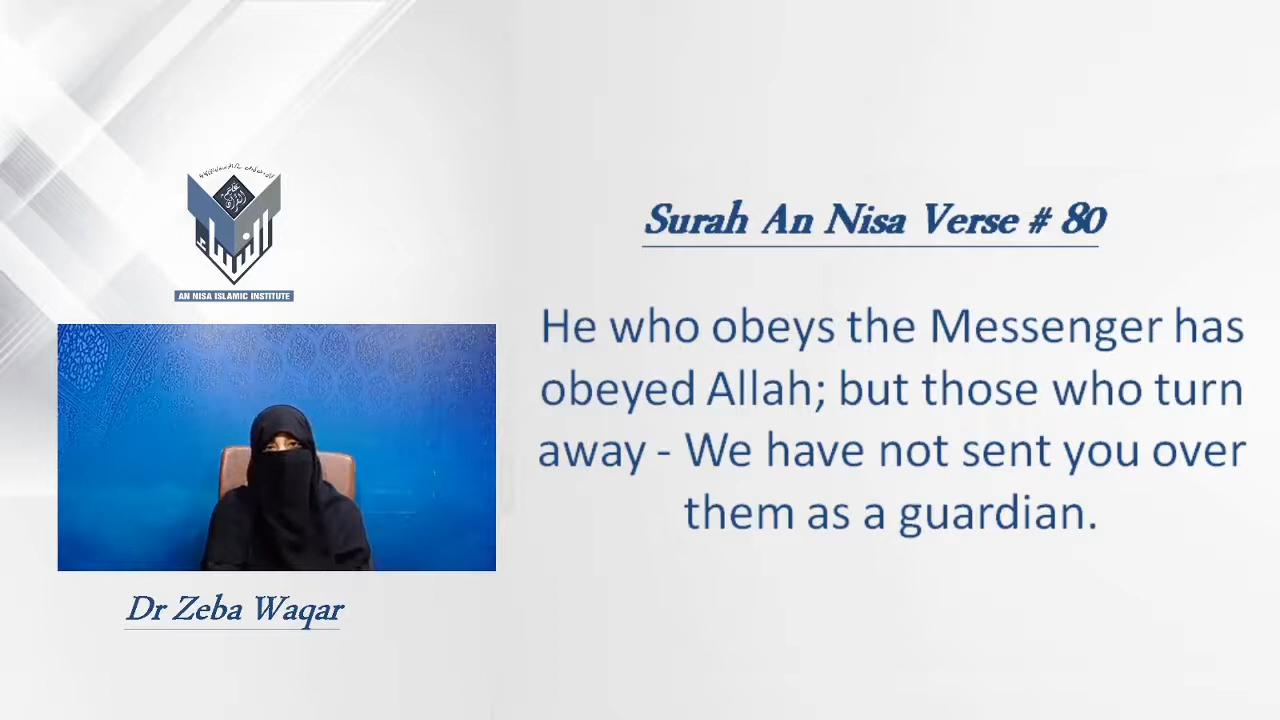 النساء
AN NISA ISLAMIC INSTITUTE
Dr Zeba Waqar
Surah An Nisa Verse # 80
He who obeys the Messenger has
obeyed Allah; but those who turn
away - We have not sent you over
them as a guardian.